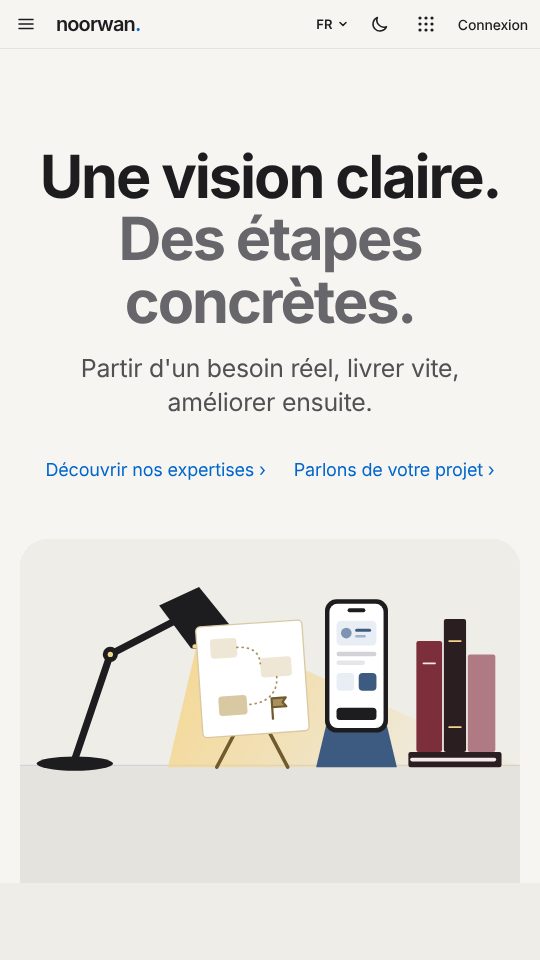 noorwan.
FR
Connexion
Une vision claire.
Des étapes
concrètes.
Partir d'un besoin réel, livrer vite,
améliorer ensuite.
Découvrir nos expertises ›
Parlons de votre projet ›